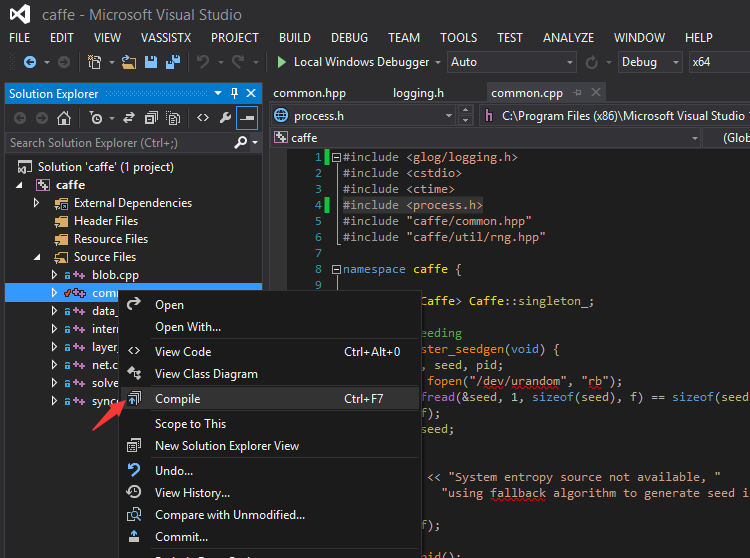 caffe - Microsoft Visual Studio
FILE EDIT VIEW VASSISTX PROJECT BUILD DEBUG TEAM TOOLS TEST ANALYZE WINDOW HELP
Local Windows Debugger Auto Debug x64
Solution Explorer
Search Solution Explorer (Ctrl+;)
Solution 'caffe' (1 project)
caffe
External Dependencies
Header Files
Resource Files
Source Files
blob.cpp
com
data_
inter
layer_
net.c
solve
sync
Open
Open With...
View Code Ctrl+Alt+0
View Class Diagram
Compile Ctrl+F7
Scope to This
New Solution Explorer View
Undo...
View History...
Compare with Unmodified...
Commit...
common.hpp logging.h common.cpp
process.h h C:\Program Files (x86)\Microsoft Visual Studio 1
caffe (Glob
1 #include <glog/logging.h>
2 #include <cstdio>
3 #include <ctime>
4 #include <process.h>
5 #include "caffe/common.hpp"
6 #include "caffe/util/rng.hpp"
7
8 namespace caffe {
9
Caffe> Caffe::singleton_;
eeding
ster_seedgen(void) {
, seed, pid;
fopen("/dev/urandom", "rb");
fread(&seed, 1, sizeof(seed), f) == sizeof(seed
f);
seed;
<< "System entropy source not available, "
"using fallback algorithm to generate seed i
f);